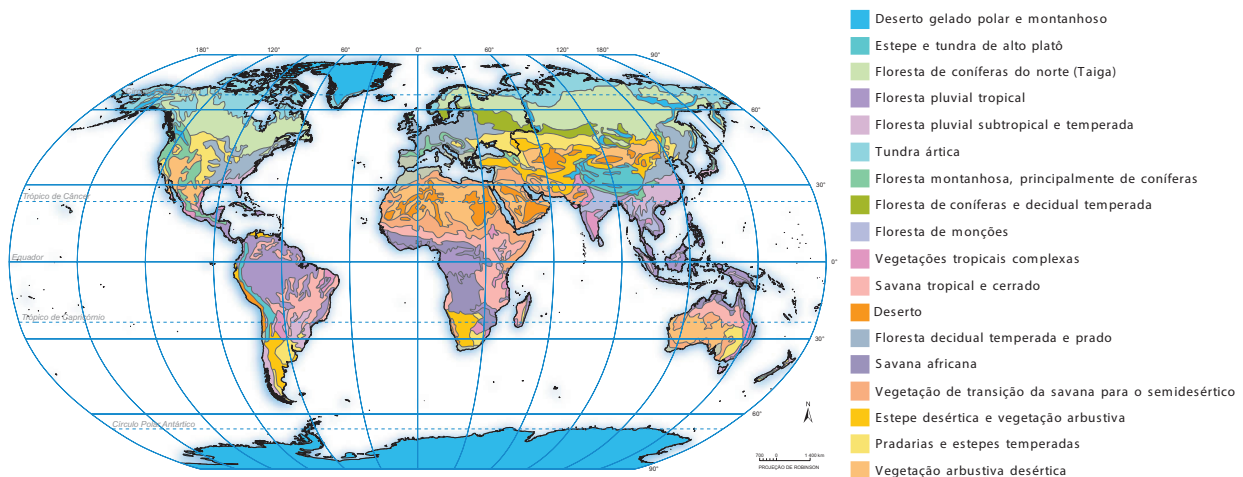 180° 120° 60° 0° 60° 120° 180°
90° 90°
60°
30°
Trópico de Câncer
Equador
0°
Trópico de Capricórnio
30°
60°
Círculo Polar Antártico
90°
N
700 0 1 400 km
PROJEÇÃO DE ROBINSON
Deserto gelado polar e montanhoso
Estepe e tundra de alto platô
Floresta de coníferas do norte (Taiga)
Floresta pluvial tropical
Floresta pluvial subtropical e temperada
Tundra ártica
Floresta montanhosa, principalmente de coníferas
Floresta de coníferas e decidual temperada
Floresta de monções
Vegetações tropicais complexas
Savana tropical e cerrado
Deserto
Floresta decidual temperada e prado
Savana africana
Vegetação de transição da savana para o semidesértico
Estepe desértica e vegetação arbustiva
Pradarias e estepes temperadas
Vegetação arbustiva desértica